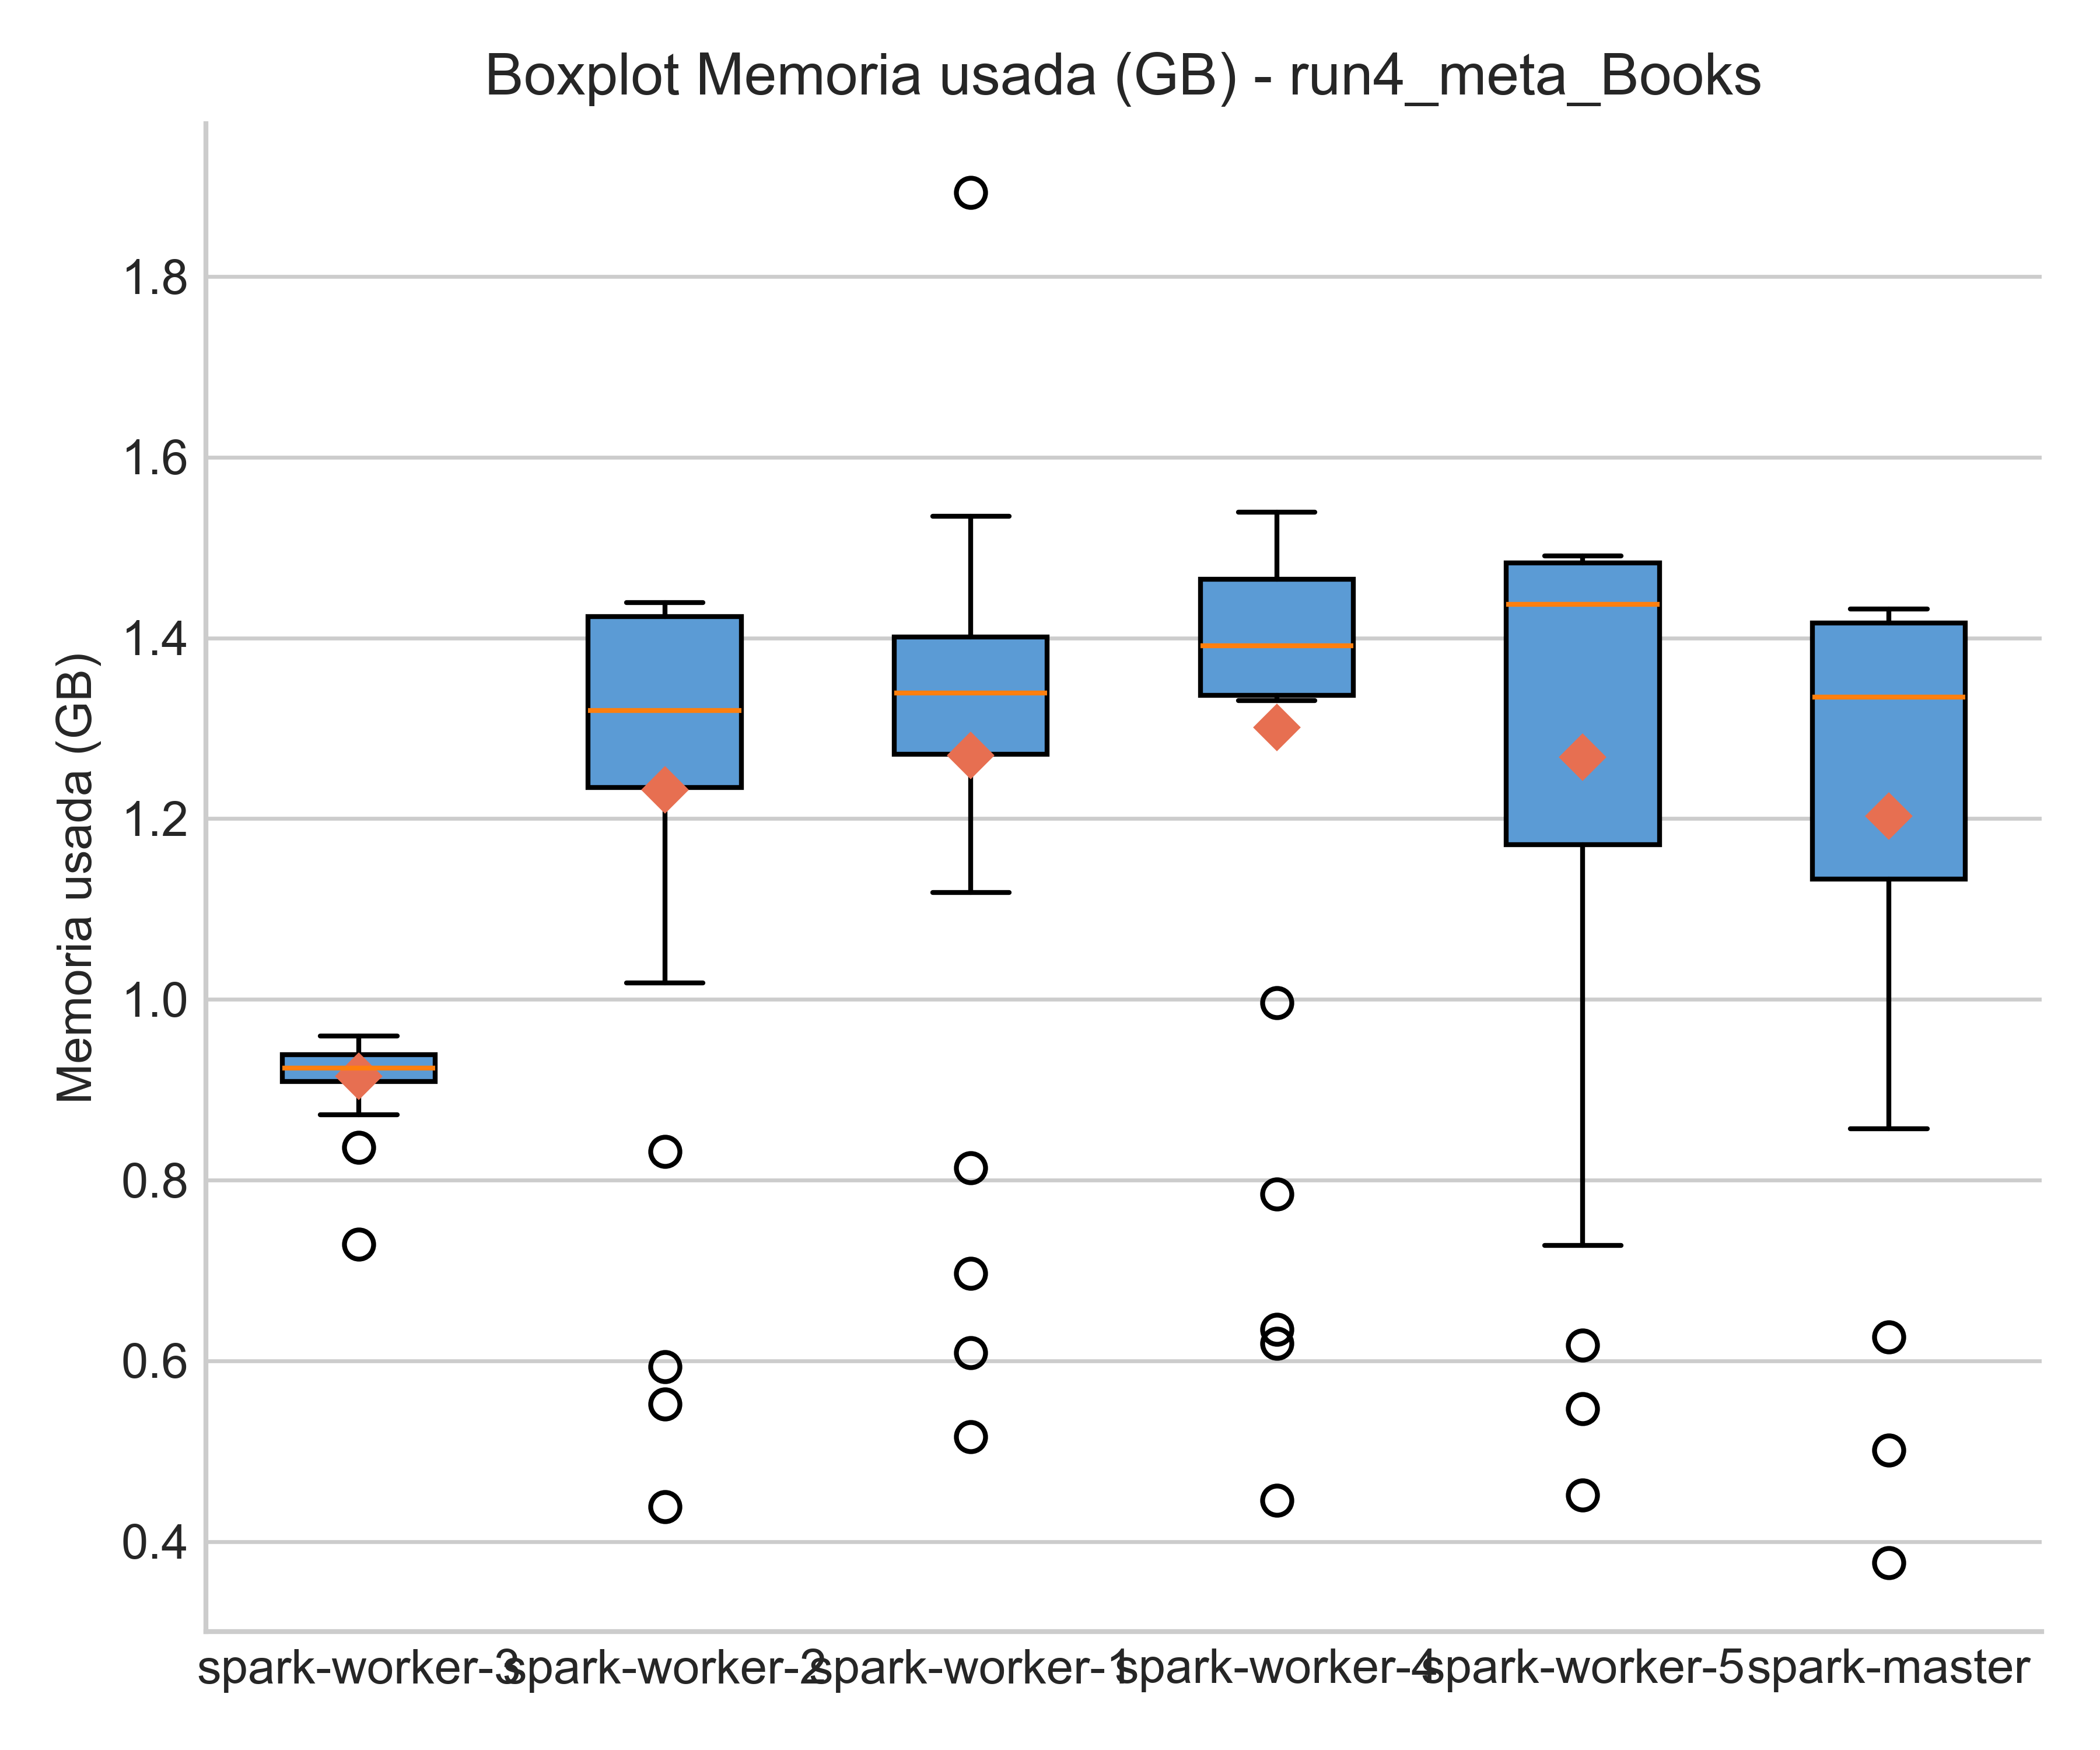 Boxplot Memoria usada (GB) - run4_meta_Books
Memoria usada (GB)
1.8
1.6
1.4
1.2
1.0
0.8
0.6
0.4
spark-worker-3 spark-worker-2 spark-worker-1 spark-worker-4 spark-worker-5 spark-master